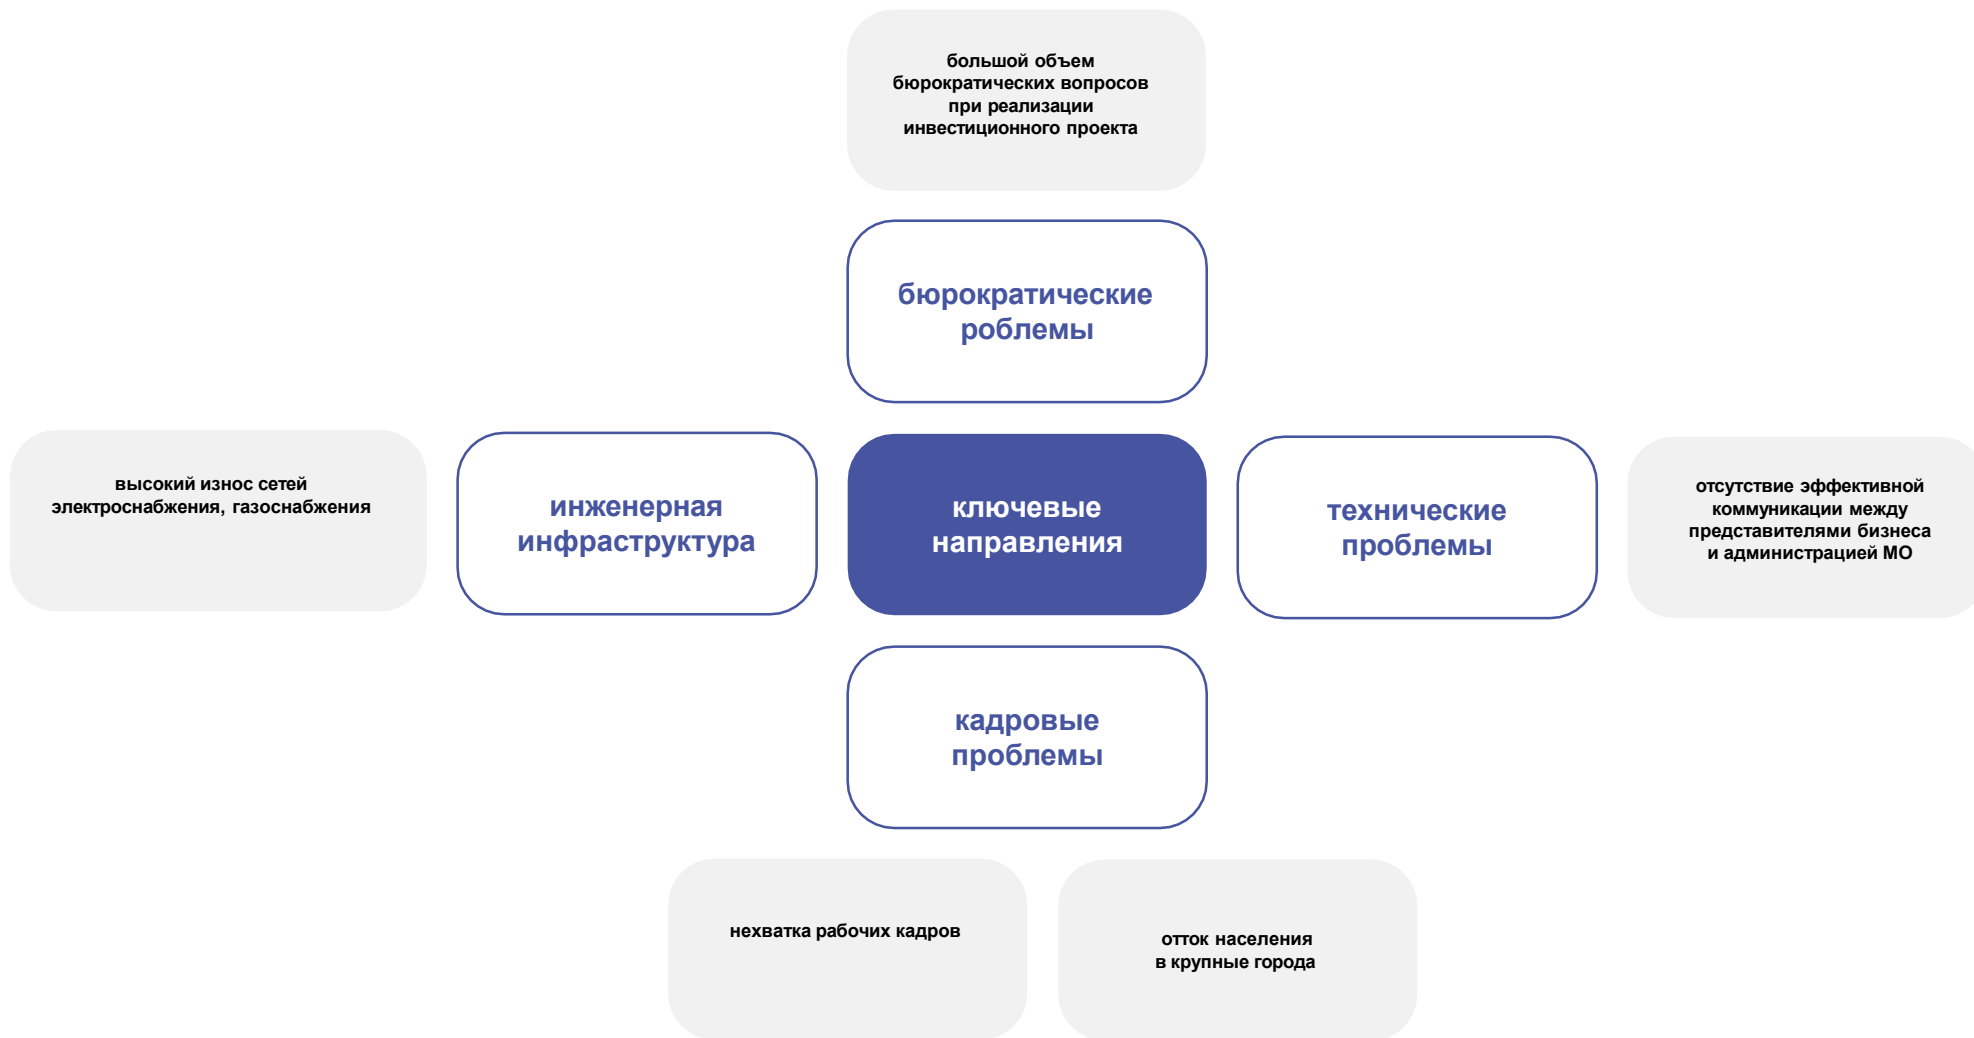 большой объем
бюрократических вопросов
при реализации
инвестиционного проекта
бюрократические
роблемы
высокий износ сетей
электроснабжения, газоснабжения
инженерная
инфраструктура
ключевые
направления
технические
проблемы
отсутствие эффективной
коммуникации между
представителями бизнеса
и администрацией МО
кадровые
проблемы
нехватка рабочих кадров
отток населения
в крупные города